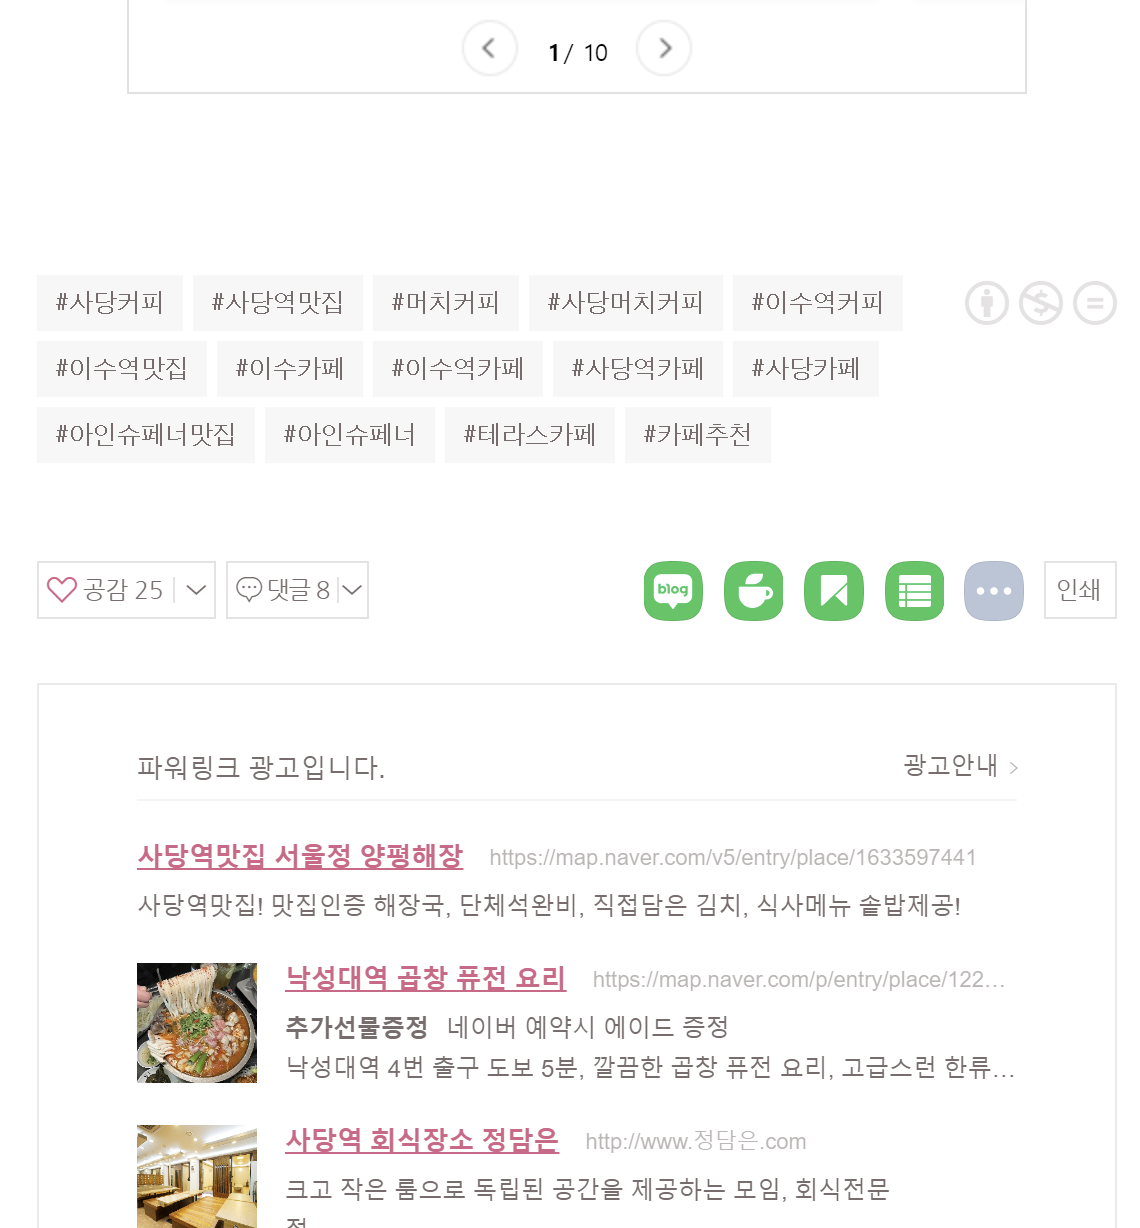 1 / 10
#사당커피 #사당역맛집 #머치커피 #사당머치커피 #이수역커피
#이수역맛집 #이수카페 #이수역카페 #사당역카페 #사당카페
#아인슈페너맛집 #아인슈페너 #테라스카페 #카페추천
공감 25 댓글 8 blog 인쇄
파워링크 광고입니다. 광고안내
사당역맛집 서울정 양평해장 https://map.naver.com/v5/entry/place/1633597441
사당역맛집! 맛집인증 해장국, 단체석완비, 직접담은 김치, 식사메뉴 솥밥제공!
낙성대역 곱창 퓨전 요리 https://map.naver.com/p/entry/place/122...
추가선물증정 네이버 예약시 에이드 증정
낙성대역 4번 출구 도보 5분, 깔끔한 곱창 퓨전 요리, 고급스런 한류...
사당역 회식장소 정담은 http://www.정담은.com
크고 작은 룸으로 독립된 공간을 제공하는 모임, 회식전문